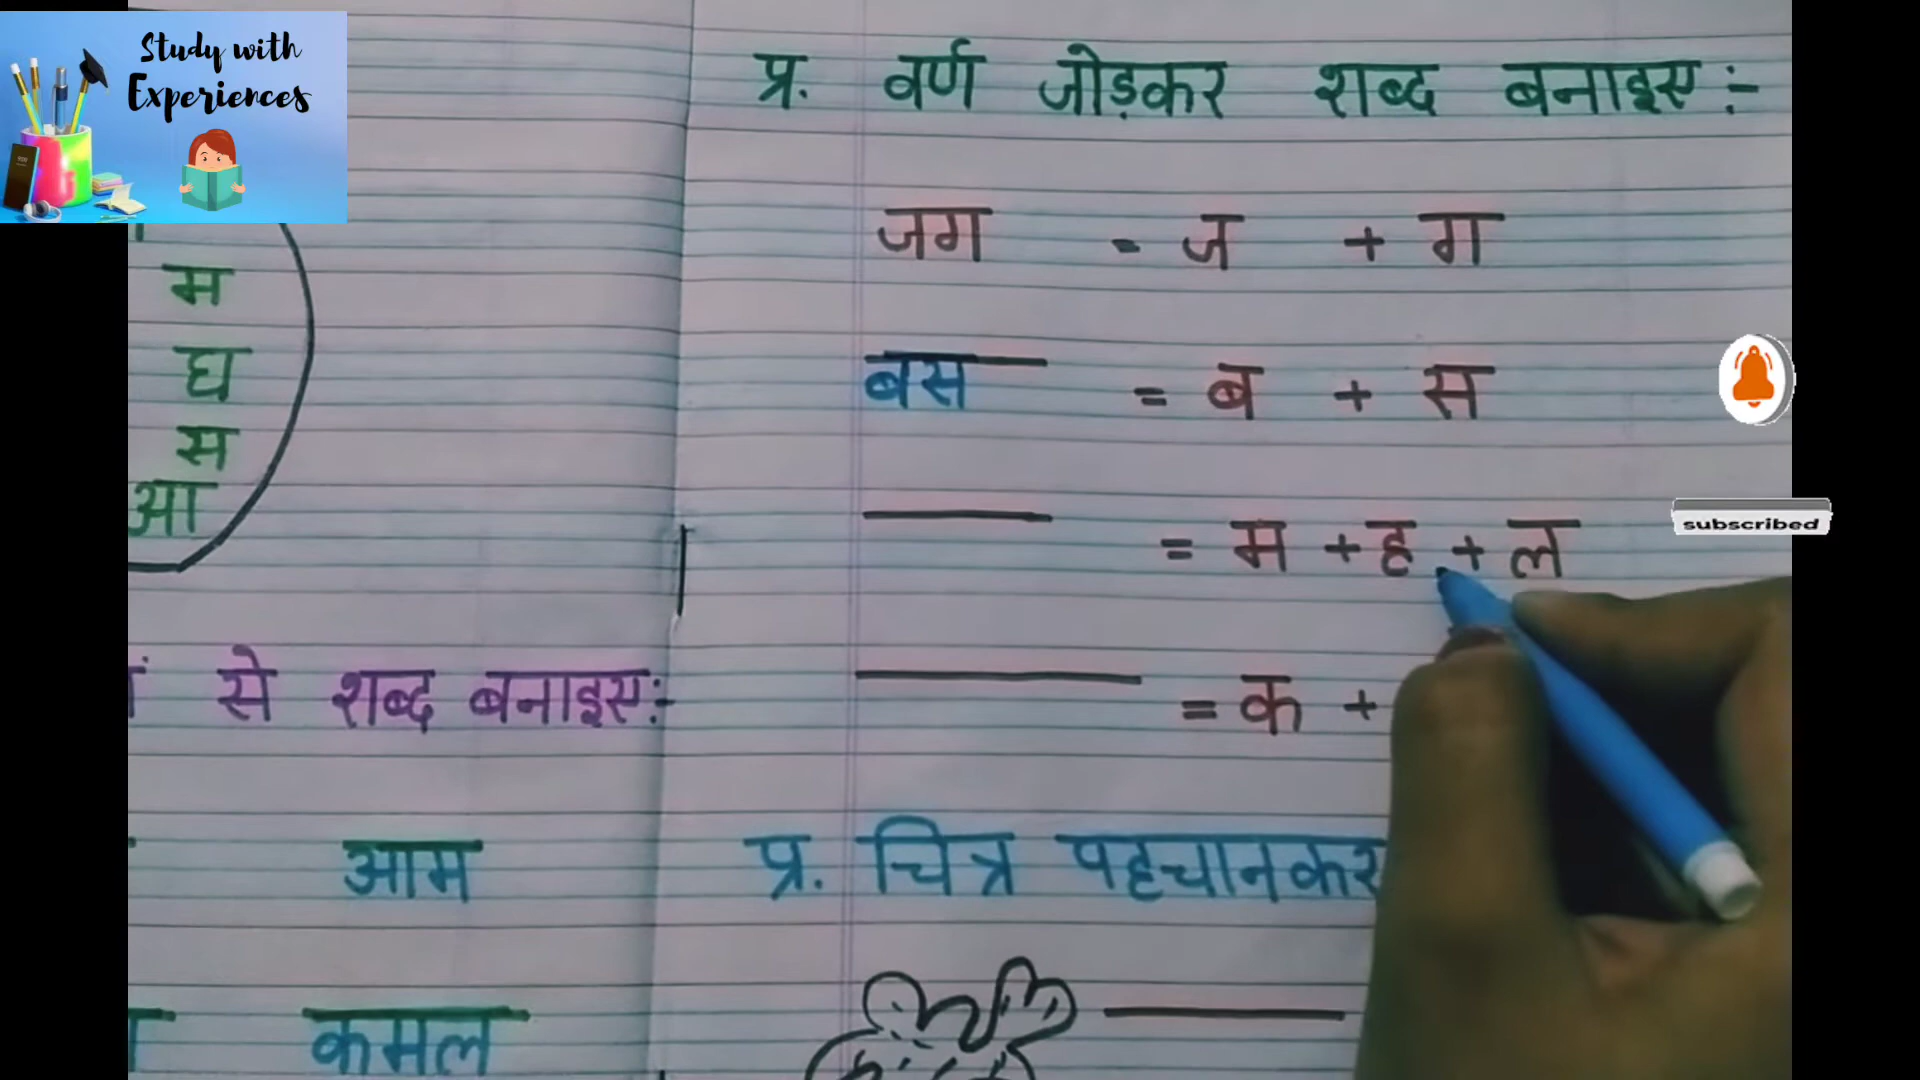 Study with
Experiences
म
घ
स
आ
से शब्द बनाइए:-
आम
कमल
प्र. वर्ण जोड़कर शब्द बनाइए:-
जग = ज + ग
बस = ब + स
= म + ह + ल
= क +
प्र. चित्र पहचानकर
subscribed